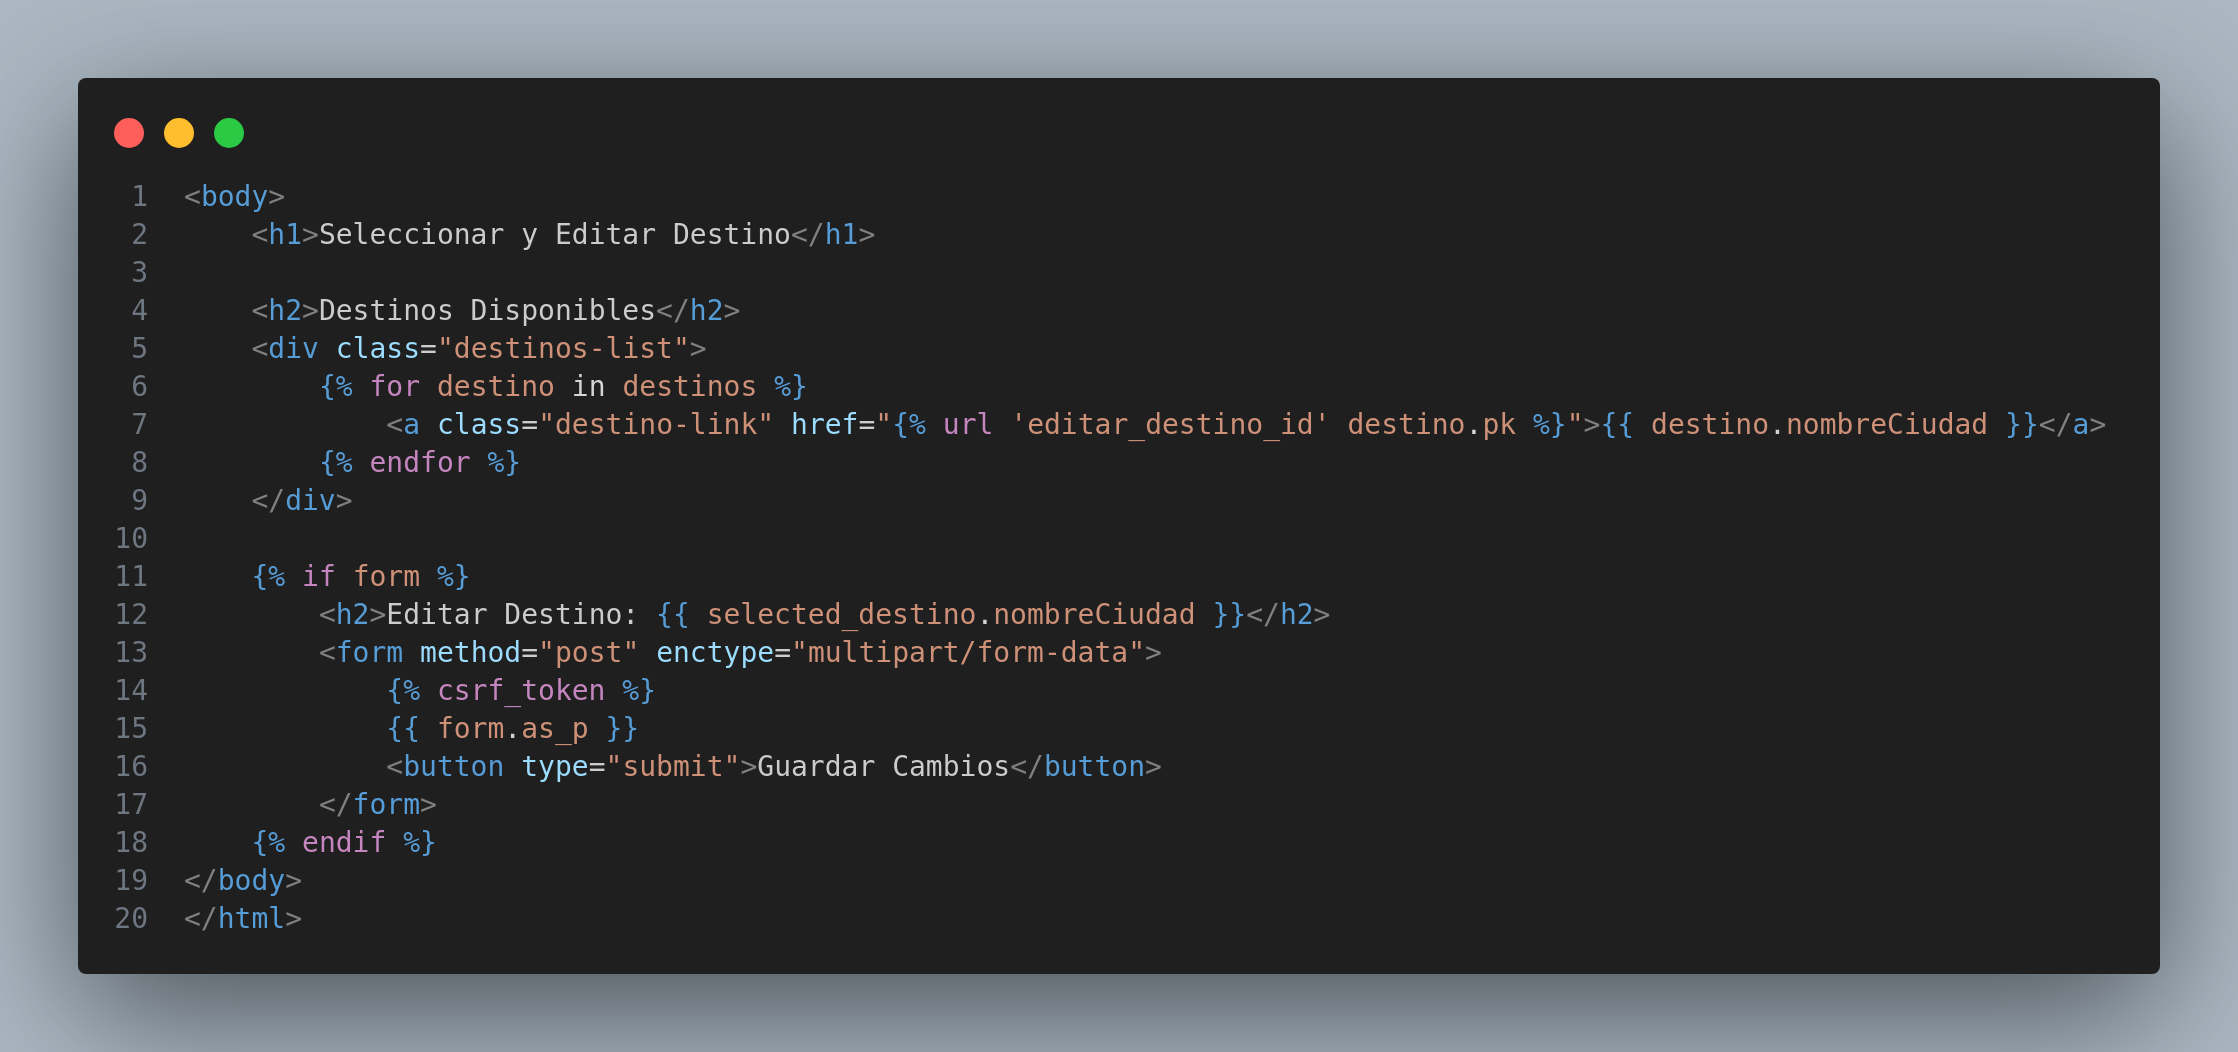 1 <body>
2     <h1>Seleccionar y Editar Destino</h1>
3
4     <h2>Destinos Disponibles</h2>
5     <div class="destinos-list">
6         {% for destino in destinos %}
7             <a class="destino-link" href="{% url 'editar_destino_id' destino.pk %}">{{ destino.nombreCiudad }}</a>
8         {% endfor %}
9     </div>
10
11     {% if form %}
12         <h2>Editar Destino: {{ selected_destino.nombreCiudad }}</h2>
13         <form method="post" enctype="multipart/form-data">
14             {% csrf_token %}
15             {{ form.as_p }}
16             <button type="submit">Guardar Cambios</button>
17         </form>
18     {% endif %}
19 </body>
20 </html>